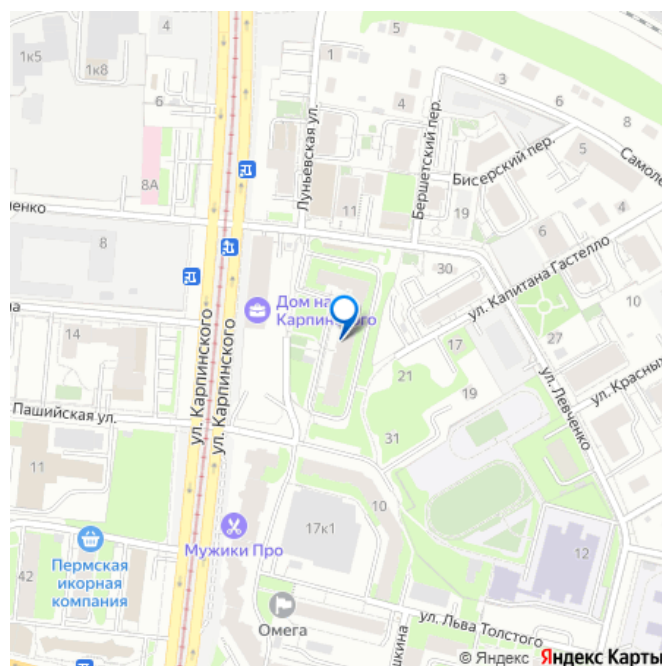 4
5
1к5
1к8
1
3
6
4
6
8
Луньевская ул.
Бершетский пер.
Бисерский пер.
5
8А
Самоле
енко
11
19
8
6
30
ул. Капитана Гастелло
10
Дом на
Карпинского
на
ул. Карпинского
ул. Карпинского
14
17
27
21
ул. Красны
19
ул. Левченко
Пашийская ул.
31
11
10
17к1
Мужики Про
12
Пермская
икорная
компания
42
Омега
ул. Льва Толстого
шкина
© Яндекс Яндекс Карты